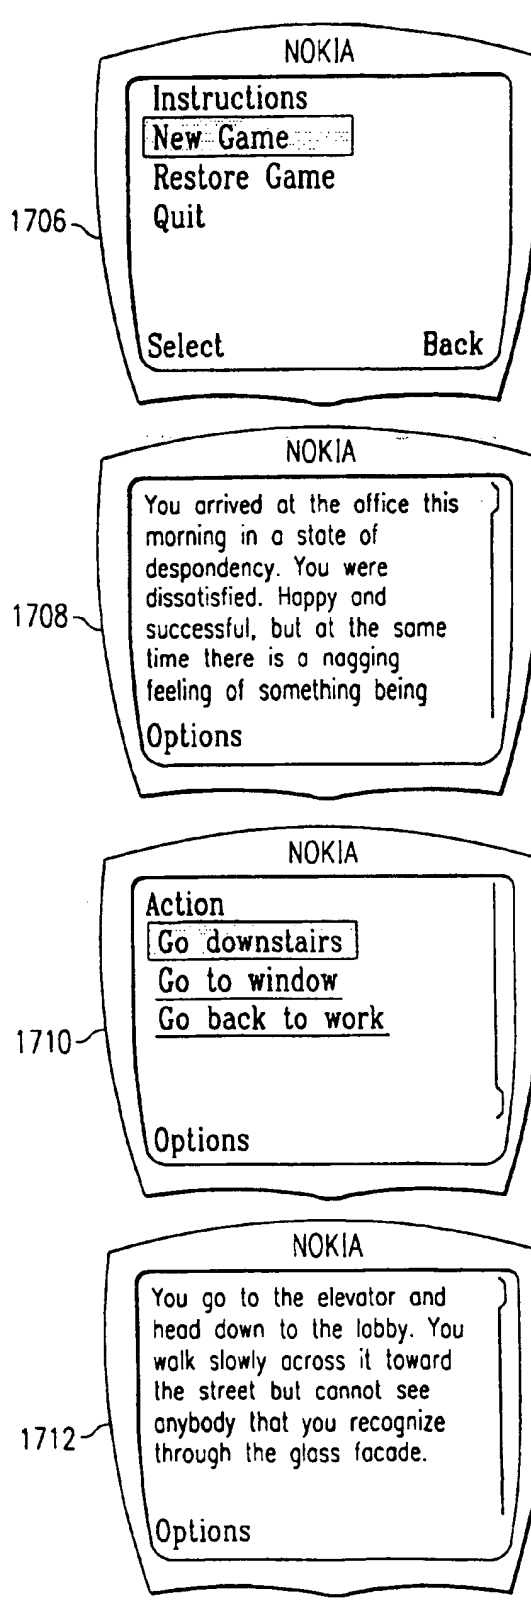 NOKIA
Instructions
New Game
Restore Game
Quit
1706
Select Back
NOKIA
You arrived at the office this
morning in a state of
despondency. You were
dissatisfied. Happy and
1708
successful, but at the same
time there is a nagging
feeling of something being
Options
NOKIA
Action
Go downstairs
Go to window
Go back to work
1710
Options
NOKIA
You go to the elevator and
head down to the lobby. You
walk slowly across it toward
the street but cannot see
anybody that you recognize
1712
through the glass facade.
Options